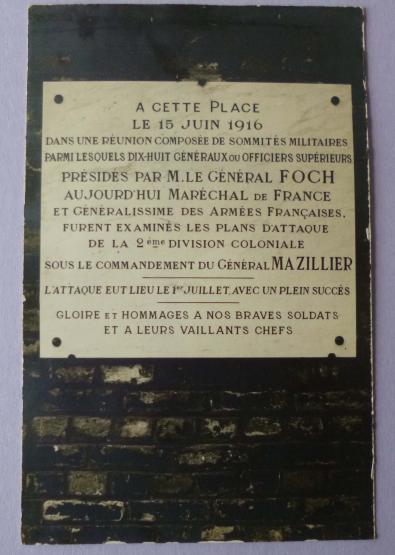 A CETTE PLACE
LE 15 JUIN 1916
DANS UNE RÉUNION COMPOSÉE DE SOMMITÉS MILITAIRES
PARMI LESQUELS DIX-HUIT GÉNÉRAUX OU OFFICIERS SUPÉRIEURS
PRÉSIDÉS PAR M. LE GÉNÉRAL FOCH
AUJOURD'HUI MARÉCHAL DE FRANCE
ET GÉNÉRALISSIME DES ARMÉES FRANÇAISES.
FURENT EXAMINÉS LES PLANS D'ATTAQUE
DE LA 2ème DIVISION COLONIALE
SOUS LE COMMANDEMENT DU GÉNÉRAL MAZILLIER
L'ATTAQUE EUT LIEU LE 1er JUILLET, AVEC UN PLEIN SUCCÉS
GLOIRE ET HOMMAGES A NOS BRAVES SOLDATS
ET A LEURS VAILLANTS CHEFS